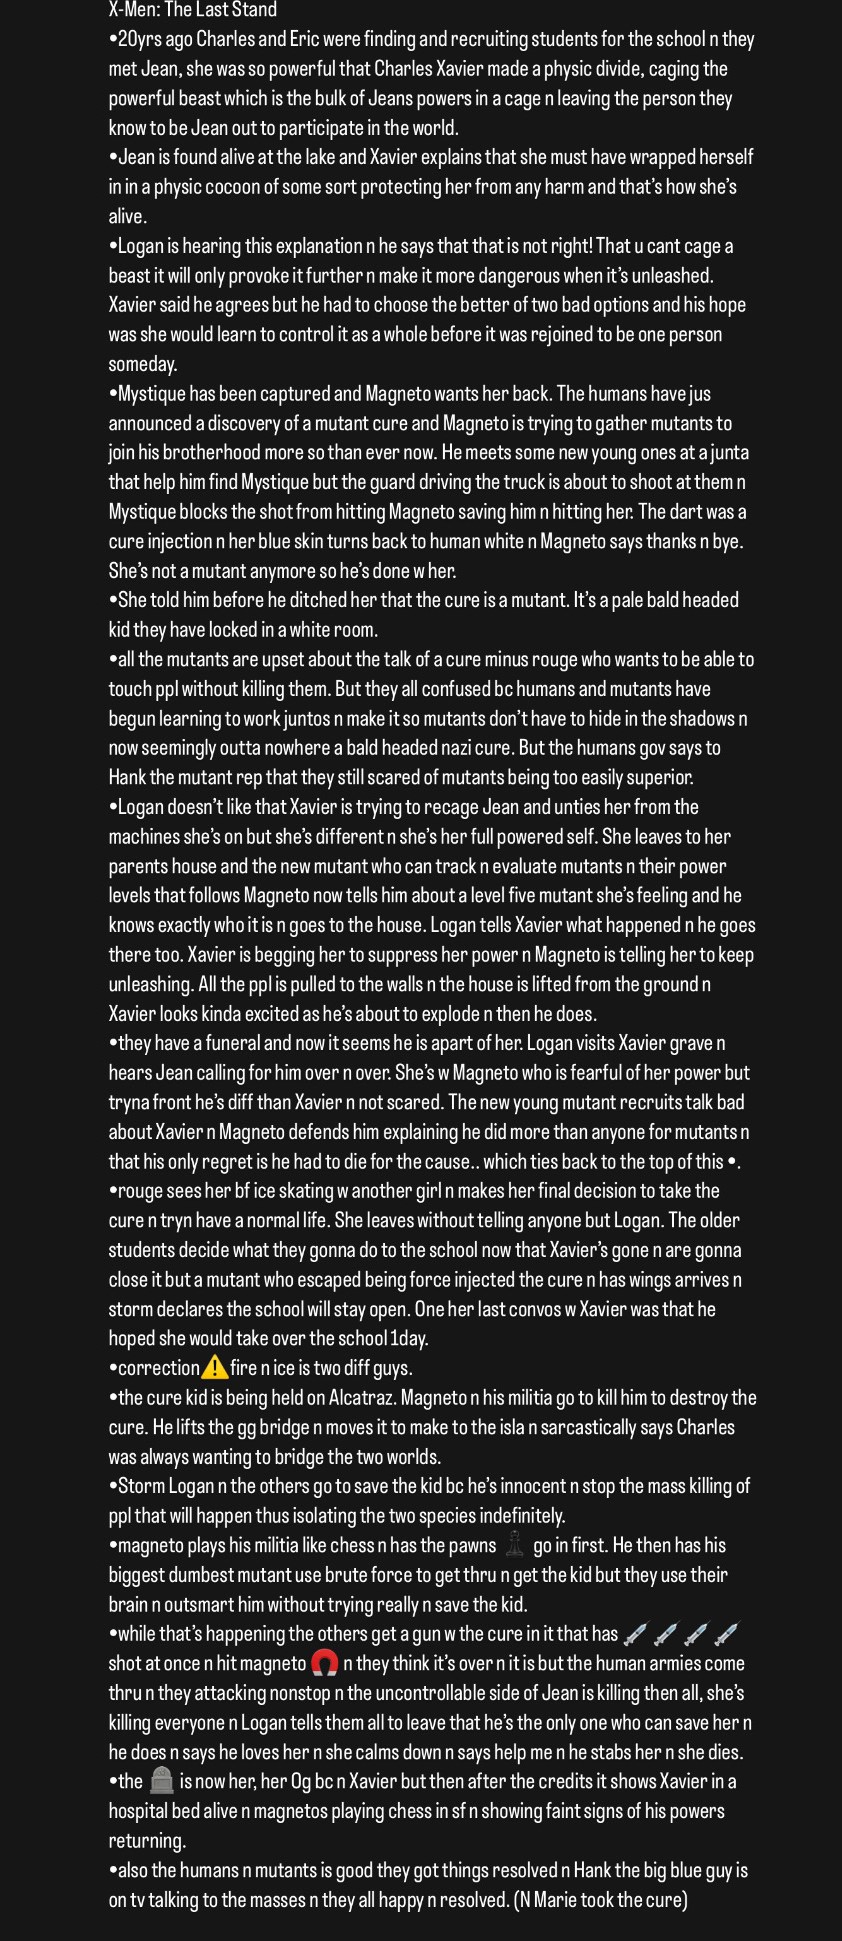 X-Men: The Last Stand
•20yrs ago Charles and Eric were finding and recruiting students for the school n they
met Jean, she was so powerful that Charles Xavier made a physic divide, caging the
powerful beast which is the bulk of Jeans powers in a cage n leaving the person they
know to be Jean out to participate in the world.
•Jean is found alive at the lake and Xavier explains that she must have wrapped herself
in in a physic cocoon of some sort protecting her from any harm and that's how she's
alive.
•Logan is hearing this explanation n he says that that is not right! That u cant cage a
beast it will only provoke it further n make it more dangerous when it's unleashed.
Xavier said he agrees but he had to choose the better of two bad options and his hope
was she would learn to control it as a whole before it was rejoined to be one person
someday.
•Mystique has been captured and Magneto wants her back. The humans have jus
announced a discovery of a mutant cure and Magneto is trying to gather mutants to
join his brotherhood more so than ever now. He meets some new young ones at a junta
that help him find Mystique but the guard driving the truck is about to shoot at them n
Mystique blocks the shot from hitting Magneto saving him n hitting her. The dart was a
cure injection n her blue skin turns back to human white n Magneto says thanks n bye.
She's not a mutant anymore so he's done w her.
•She told him before he ditched her that the cure is a mutant. It's a pale bald headed
kid they have locked in a white room.
•all the mutants are upset about the talk of a cure minus rouge who wants to be able to
touch ppl without killing them. But they all confused bc humans and mutants have
begun learning to work juntos n make it so mutants don't have to hide in the shadows n
now seemingly outta nowhere a bald headed nazi cure. But the humans gov says to
Hank the mutant rep that they still scared of mutants being too easily superior.
•Logan doesn't like that Xavier is trying to recage Jean and unties her from the
machines she's on but she's different n she's her full powered self. She leaves to her
parents house and the new mutant who can track n evaluate mutants n their power
levels that follows Magneto now tells him about a level five mutant she's feeling and he
knows exactly who it is n goes to the house. Logan tells Xavier what happened n he goes
there too. Xavier is begging her to suppress her power n Magneto is telling her to keep
unleashing. All the ppl is pulled to the walls n the house is lifted from the ground n
Xavier looks kinda excited as he's about to explode n then he does.
•they have a funeral and now it seems he is apart of her. Logan visits Xavier grave n
hears Jean calling for him over n over. She's w Magneto who is fearful of her power but
tryna front he's diff than Xavier n not scared. The new young mutant recruits talk bad
about Xavier n Magneto defends him explaining he did more than anyone for mutants n
that his only regret is he had to die for the cause.. which ties back to the top of this •.
•rouge sees her bf ice skating w another girl n makes her final decision to take the
cure n tryn have a normal life. She leaves without telling anyone but Logan. The older
students decide what they gonna do to the school now that Xavier's gone n are gonna
close it but a mutant who escaped being force injected the cure n has wings arrives n
storm declares the school will stay open. One her last convos w Xavier was that he
hoped she would take over the school 1day.
•correction⚠️fire n ice is two diff guys.
•the cure kid is being held on Alcatraz. Magneto n his militia go to kill him to destroy the
cure. He lifts the gg bridge n moves it to make to the isla n sarcastically says Charles
was always wanting to bridge the two worlds.
•Storm Logan n the others go to save the kid bc he's innocent n stop the mass killing of
ppl that will happen thus isolating the two species indefinitely.
•magneto plays his militia like chess n has the pawns ♟️ go in first. He then has his
biggest dumbest mutant use brute force to get thru n get the kid but they use their
brain n outsmart him without trying really n save the kid.
•while that's happening the others get a gun w the cure in it that has 💉 💉 💉 💉
shot at once n hit magneto 🧲 n they think it's over n it is but the human armies come
thru n they attacking nonstop n the uncontrollable side of Jean is killing then all, she's
killing everyone n Logan tells them all to leave that he's the only one who can save her n
he does n says he loves her n she calms down n says help me n he stabs her n she dies.
•the 🪦 is now her, her Og bc n Xavier but then after the credits it shows Xavier in a
hospital bed alive n magnetos playing chess in sf n showing faint signs of his powers
returning.
•also the humans n mutants is good they got things resolved n Hank the big blue guy is
on tv talking to the masses n they all happy n resolved. (N Marie took the cure)